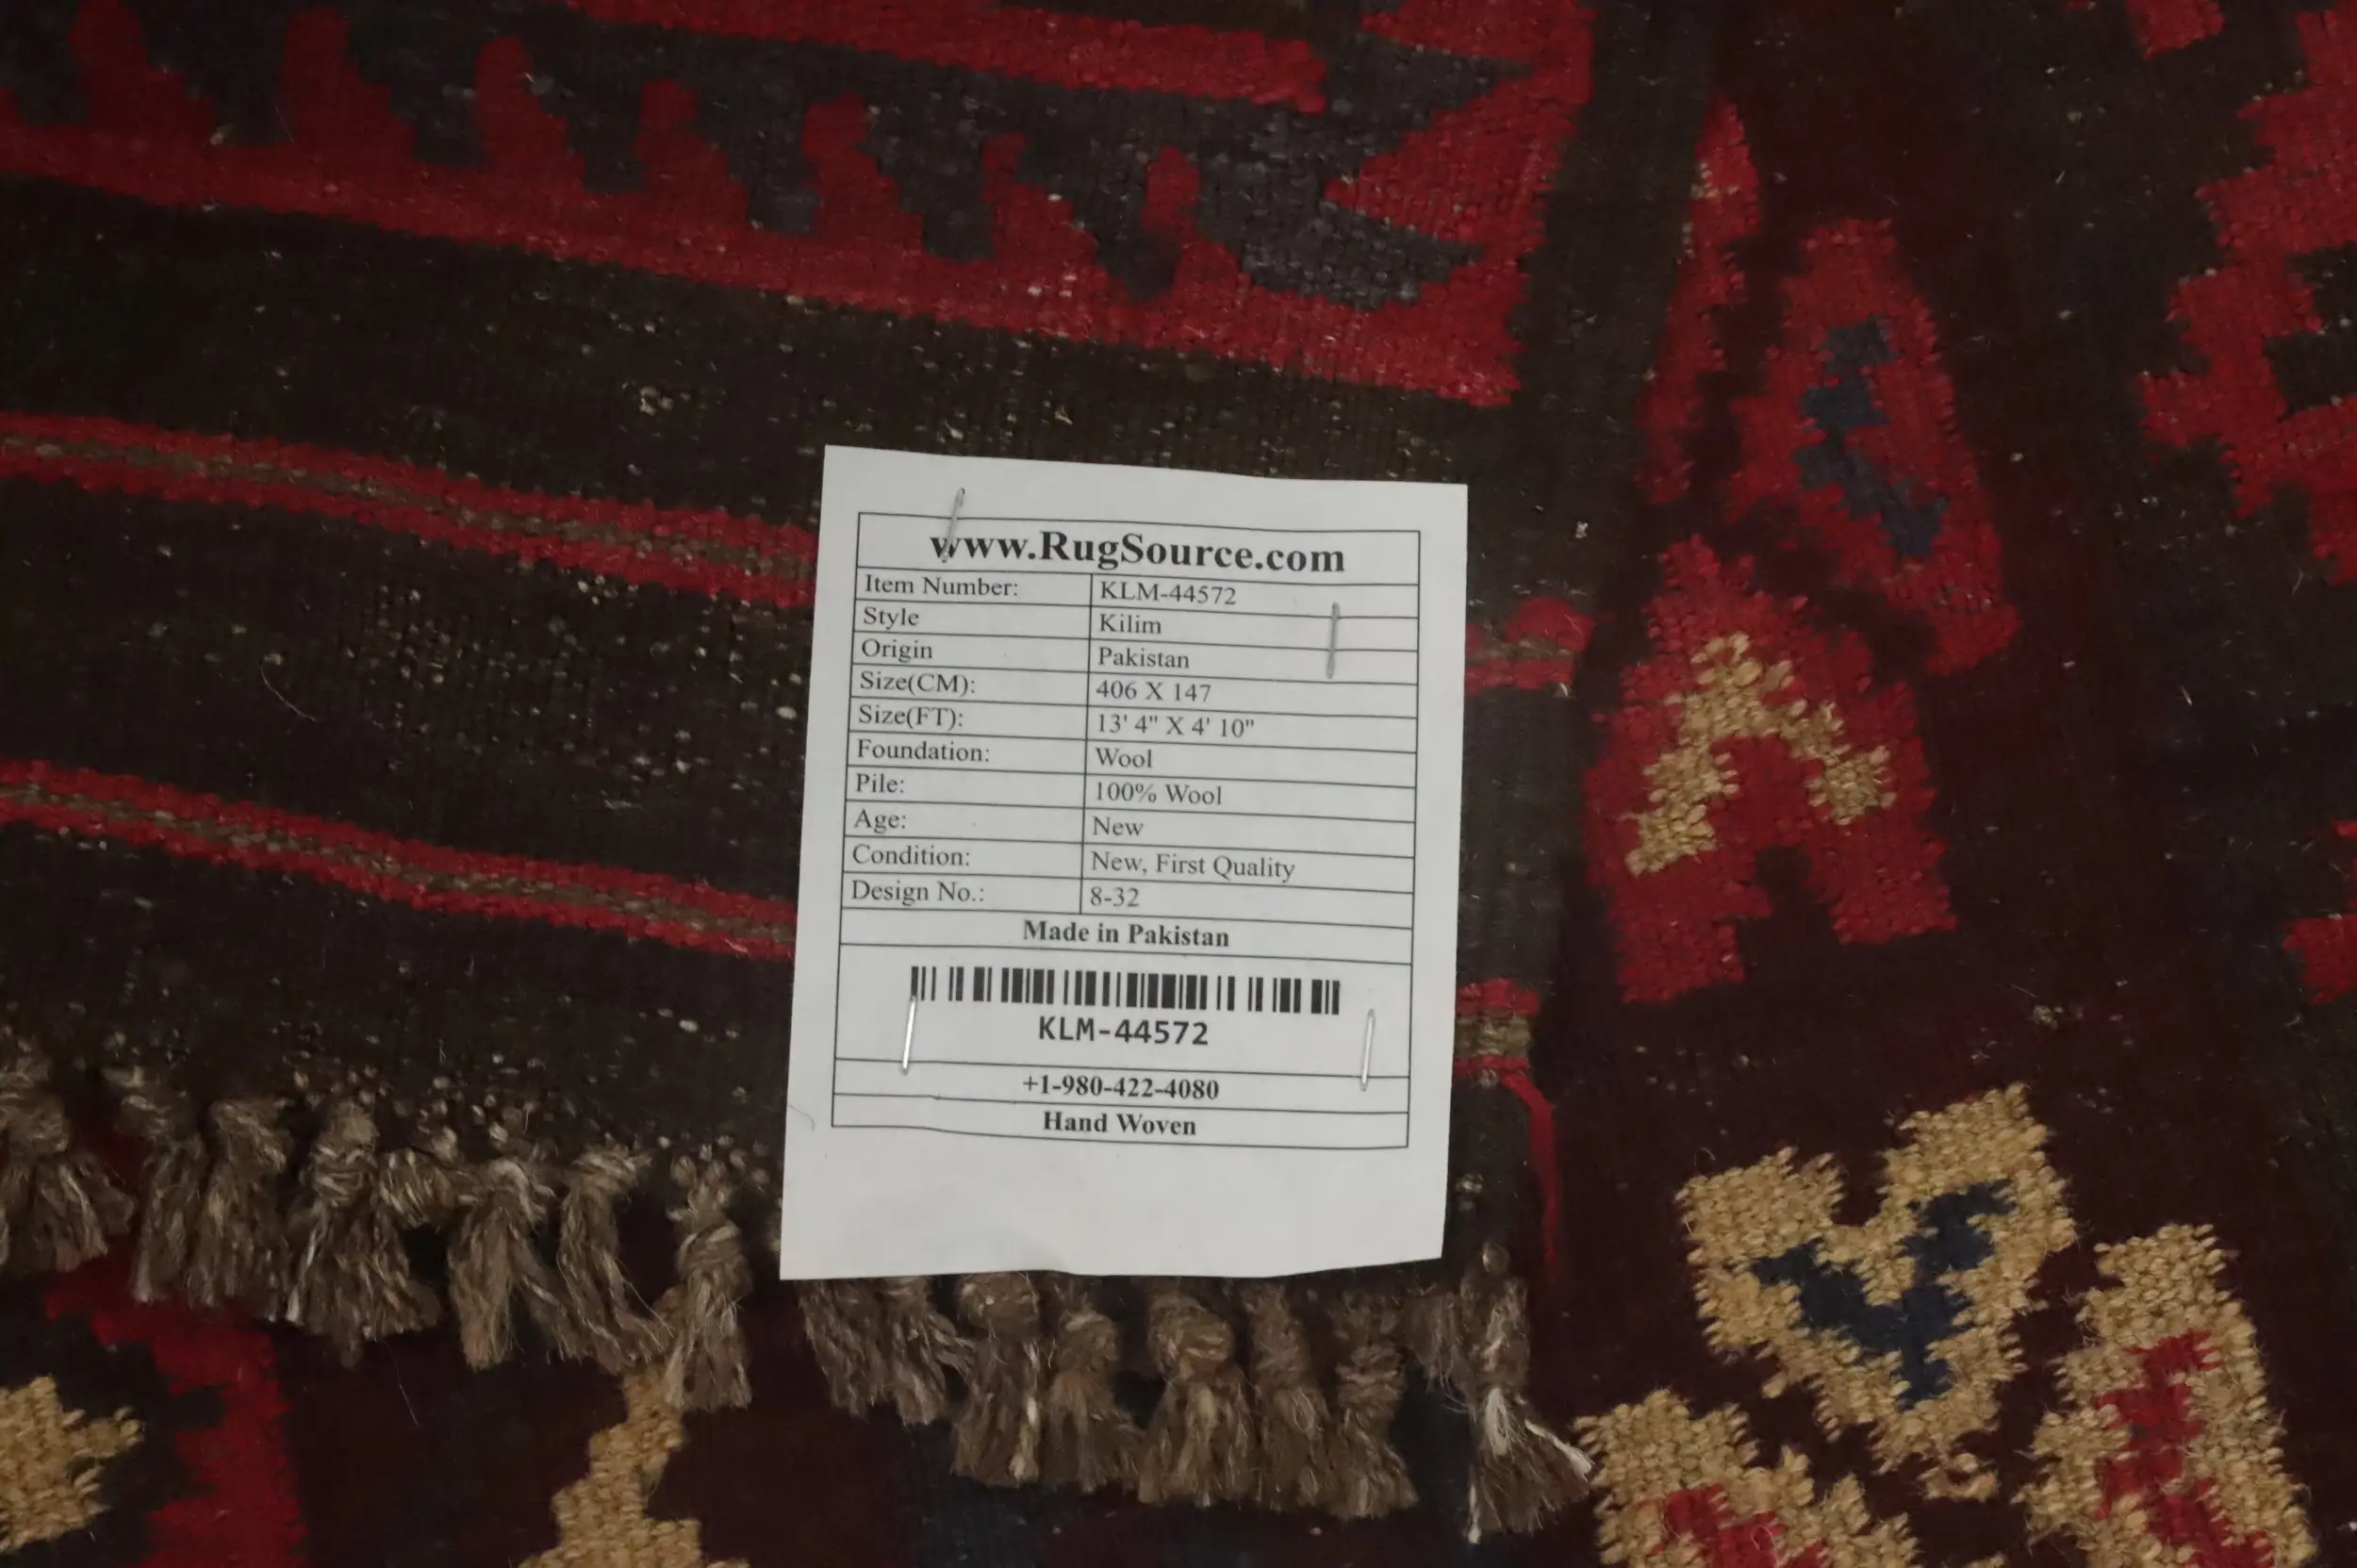 www.RugSource.com
Item Number: KLM-44572
Style Kilim
Origin Pakistan
Size(CM): 406 X 147
Size(FT): 13' 4" X 4' 10"
Foundation: Wool
Pile: 100% Wool
Age: New
Condition: New, First Quality
Design No.: 8-32
Made in Pakistan
KLM-44572
+1-980-422-4080
Hand Woven